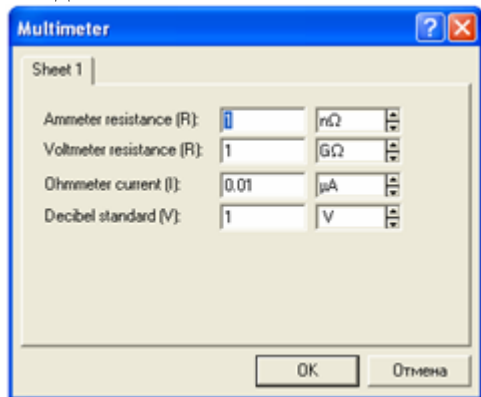 Multimeter
Sheet 1
Ammeter resistance (R): 1 nΩ
Voltmeter resistance (R): 1 GΩ
Ohmmeter current (I): 0.01 µA
Decibel standard (V): 1 V
OK Отмена